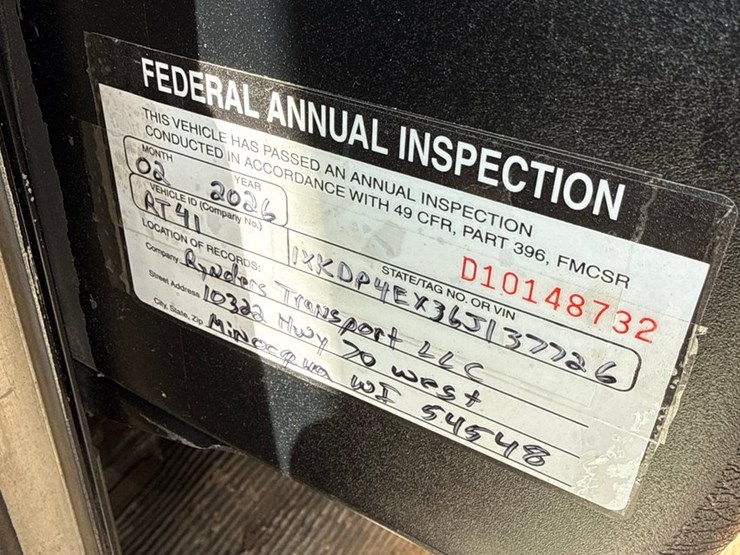 FEDERAL ANNUAL INSPECTION
THIS VEHICLE HAS PASSED AN ANNUAL INSPECTION
CONDUCTED IN ACCORDANCE WITH 49 CFR, PART 396, FMCSR
MONTH YEAR
02 2026
D10148732
VEHICLE ID (Company No.) STATE/TAG NO. OR VIN
RT41 1XKDP4EX36J137726
LOCATION OF RECORDS:
Company Rynders Transport LLC
Street Address 10322 Hwy 70 west
City, State, Zip Minocqua WI 54548